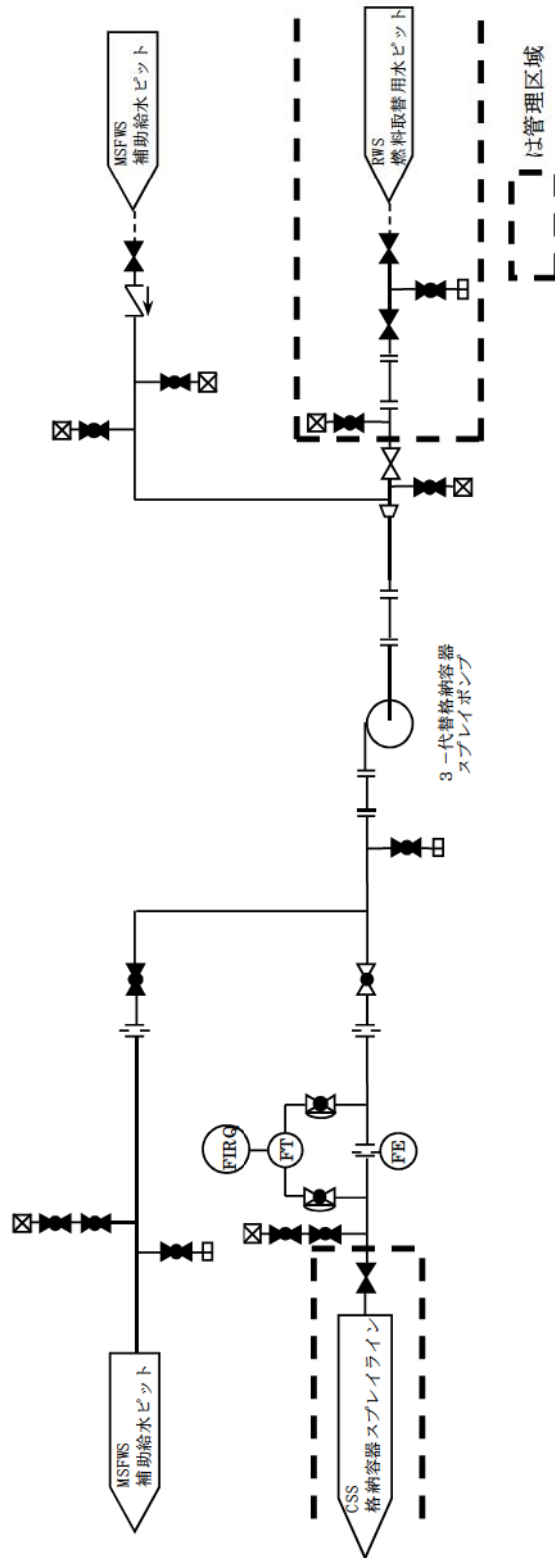 MSFWS
補助給水ピット
CSS
格納容器スプレイライン
FIRQ
FT
FE
3－代替格納容器
スプレイポンプ
MSFWS
補助給水ピット
RWS
燃料取替用水ピット
は管理区域